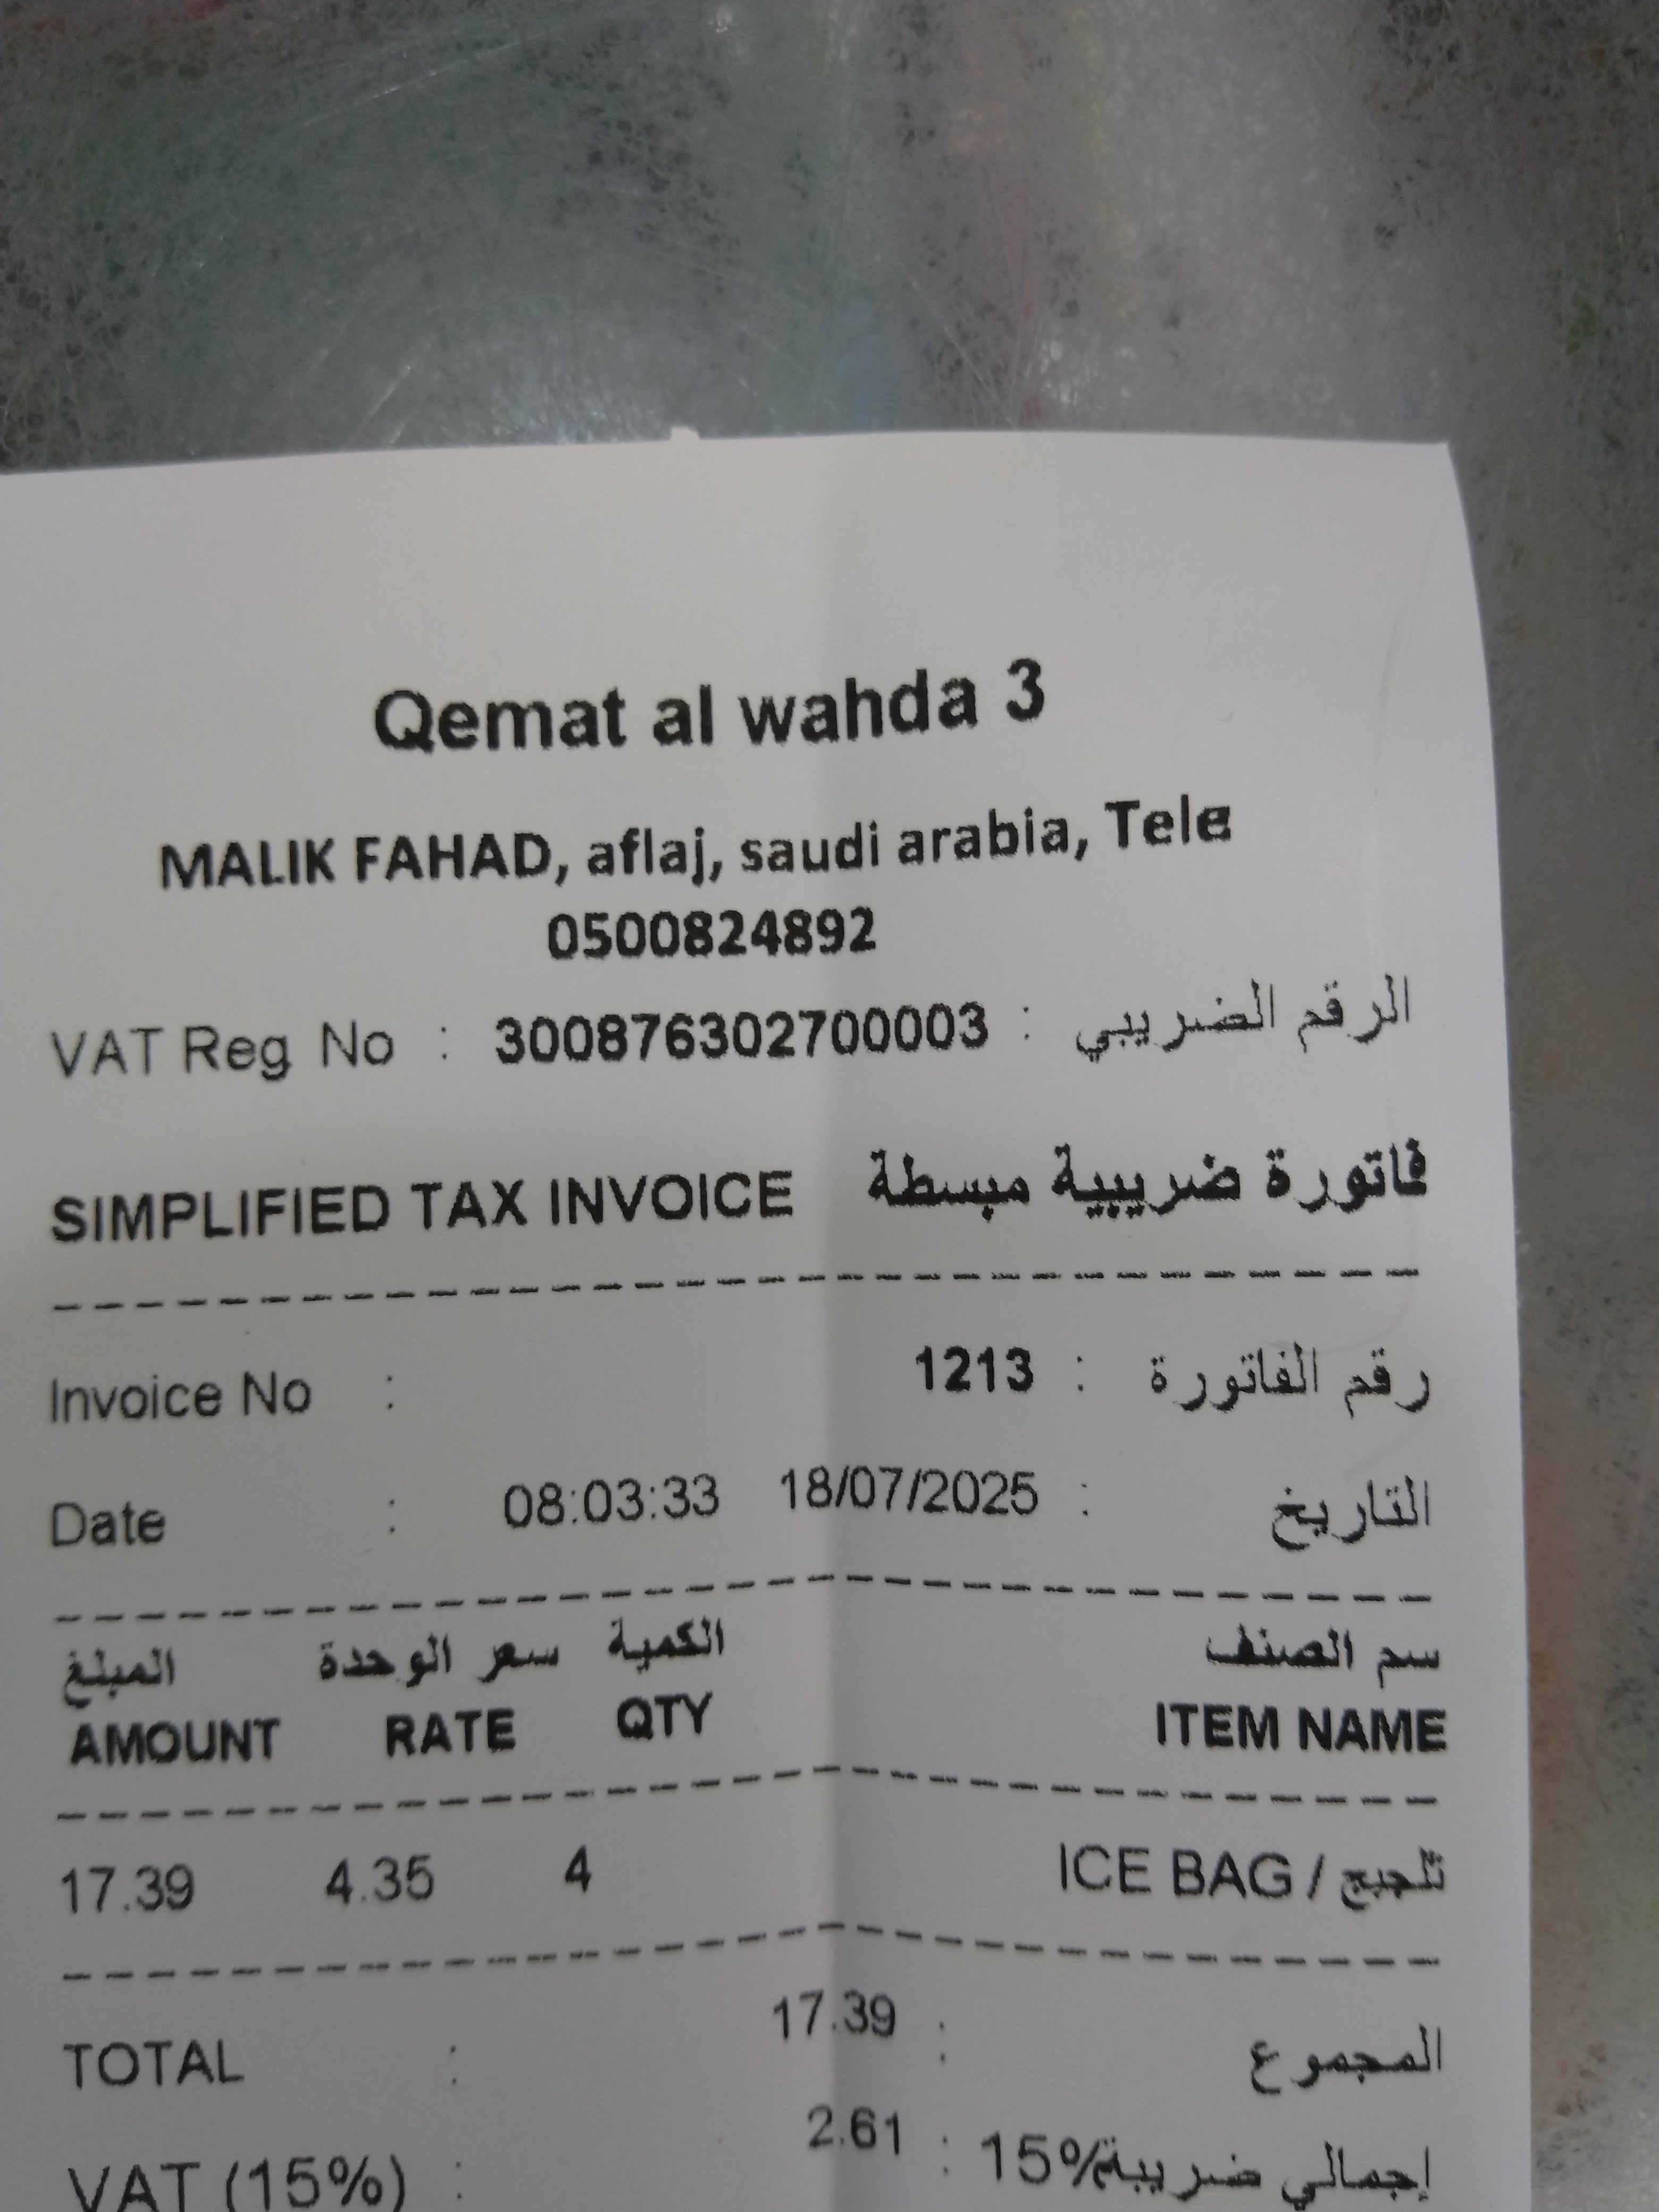 Qemat al wahda 3
MALIK FAHAD, aflaj, saudi arabia, Tele
0500824892
VAT Reg No : 300876302700003 : الرقم الضريبي
SIMPLIFIED TAX INVOICE فاتورة ضريبية مبسطة
Invoice No : 1213 : رقم الفاتورة
Date : 08:03:33 18/07/2025 : التاريخ
المبلغ سعر الوحدة الكمية سم الصنف
AMOUNT RATE QTY ITEM NAME
17.39 4.35 4 ICE BAG / ثلجبج
TOTAL : 17.39 : المجموع
VAT (15%) : 2.61 : إجمالي ضريبة15%